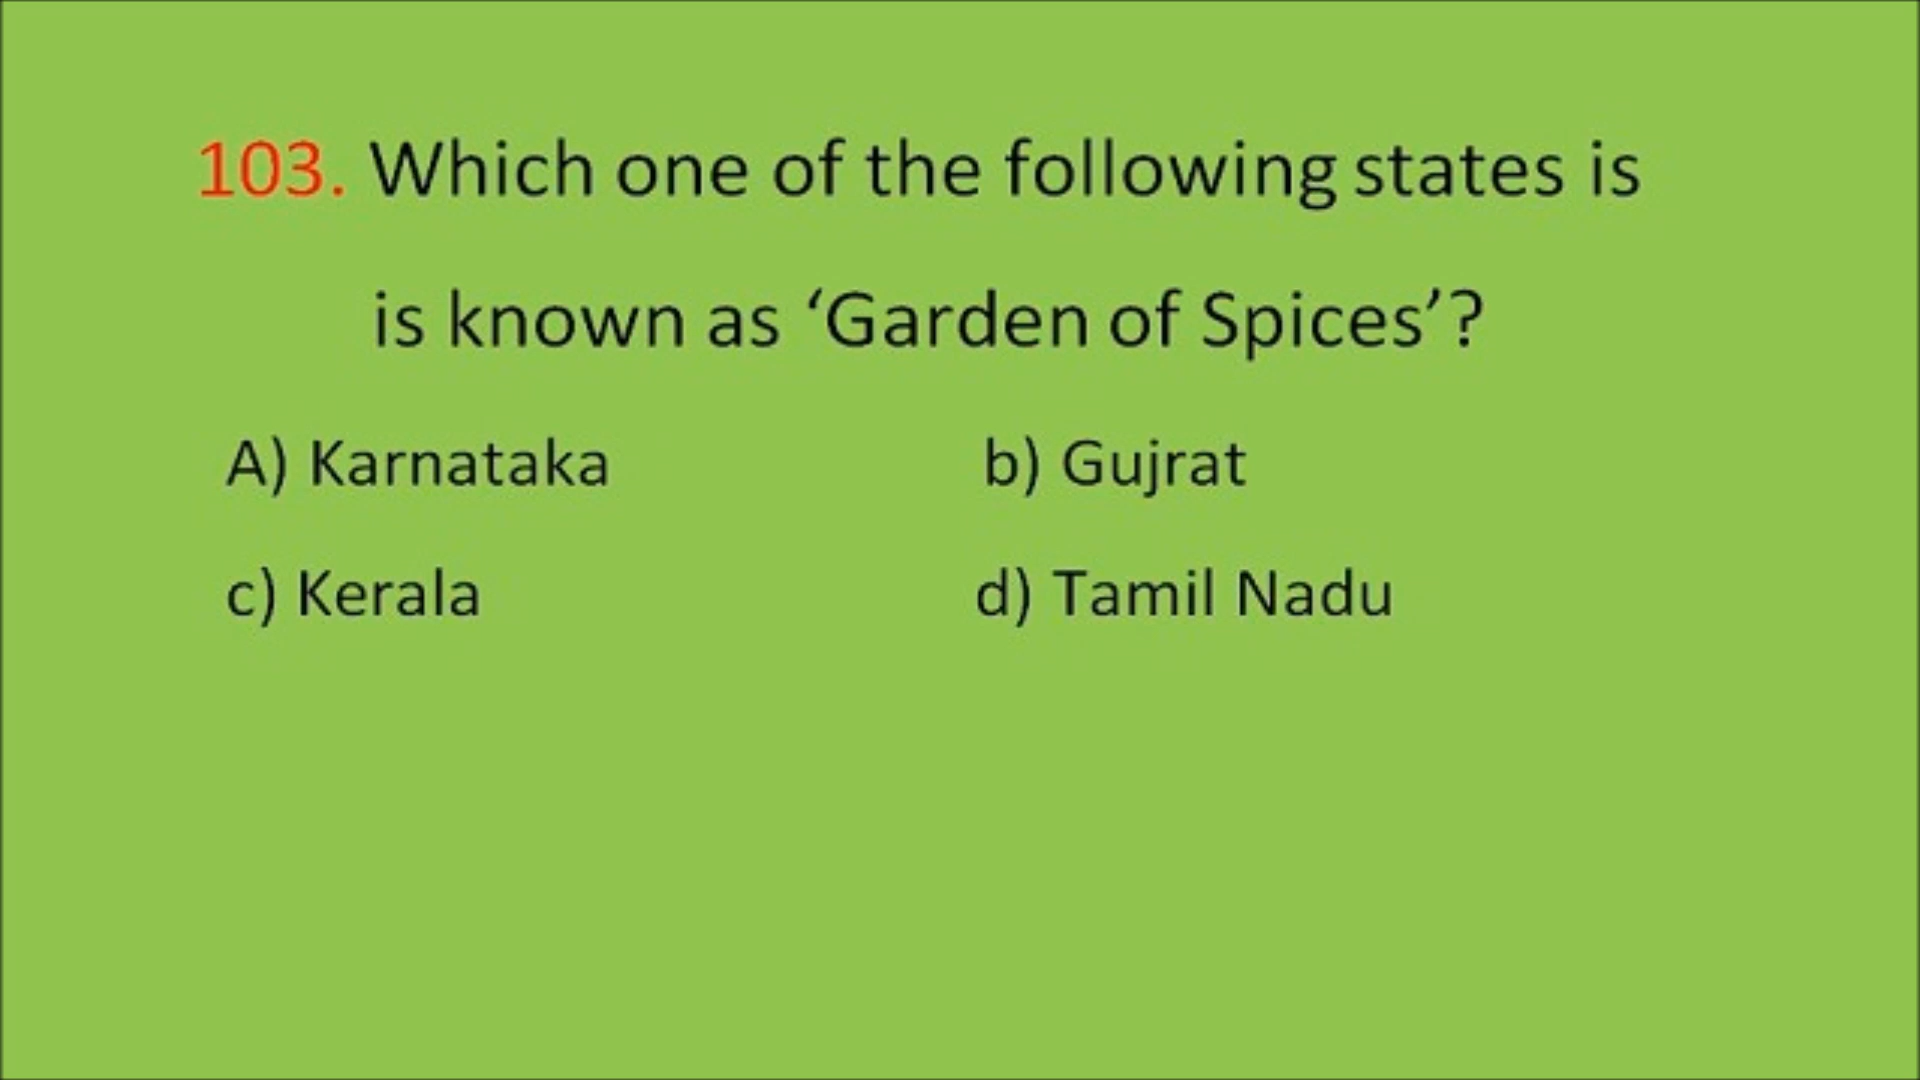 103. Which one of the following states is
is known as ‘Garden of Spices’?
A) Karnataka b) Gujrat
c) Kerala d) Tamil Nadu